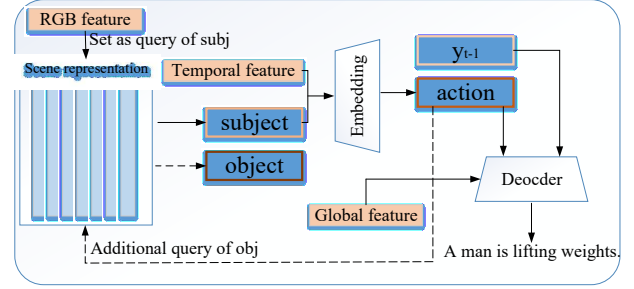 RGB feature
Set as query of subj
Scene representation
Temporal feature
subject
object
Embedding
yt-1
action
Deocder
Global feature
Additional query of obj
A man is lifting weights.